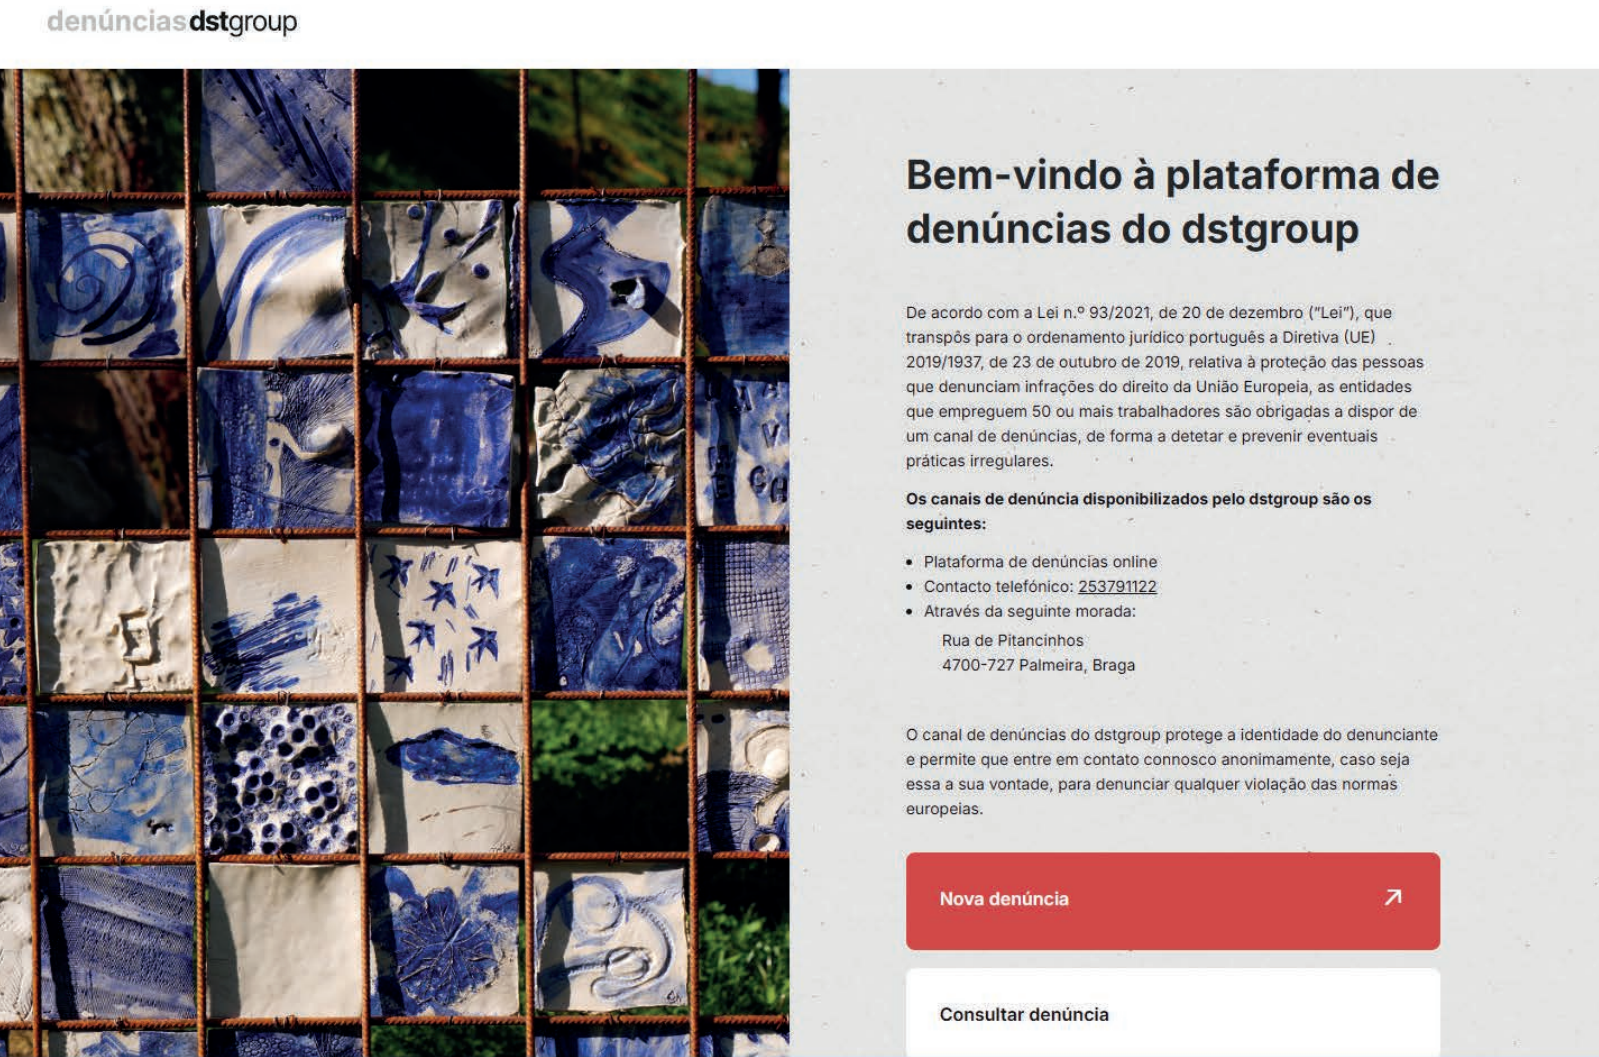 denúnciasdstgroup
Bem-vindo à plataforma de
denúncias do dstgroup
De acordo com a Lei n.º 93/2021, de 20 de dezembro (“Lei”), que
transpôs para o ordenamento jurídico português a Diretiva (UE)
2019/1937, de 23 de outubro de 2019, relativa à proteção das pessoas
que denunciam infrações do direito da União Europeia, as entidades
que empreguem 50 ou mais trabalhadores são obrigadas a dispor de
um canal de denúncias, de forma a detetar e prevenir eventuais
práticas irregulares.
Os canais de denúncia disponibilizados pelo dstgroup são os
seguintes:
• Plataforma de denúncias online
• Contacto telefónico: 253791122
• Através da seguinte morada:
Rua de Pitancinhos
4700-727 Palmeira, Braga
O canal de denúncias do dstgroup protege a identidade do denunciante
e permite que entre em contato connosco anonimamente, caso seja
essa a sua vontade, para denunciar qualquer violação das normas
europeias.
Nova denúncia
Consultar denúncia